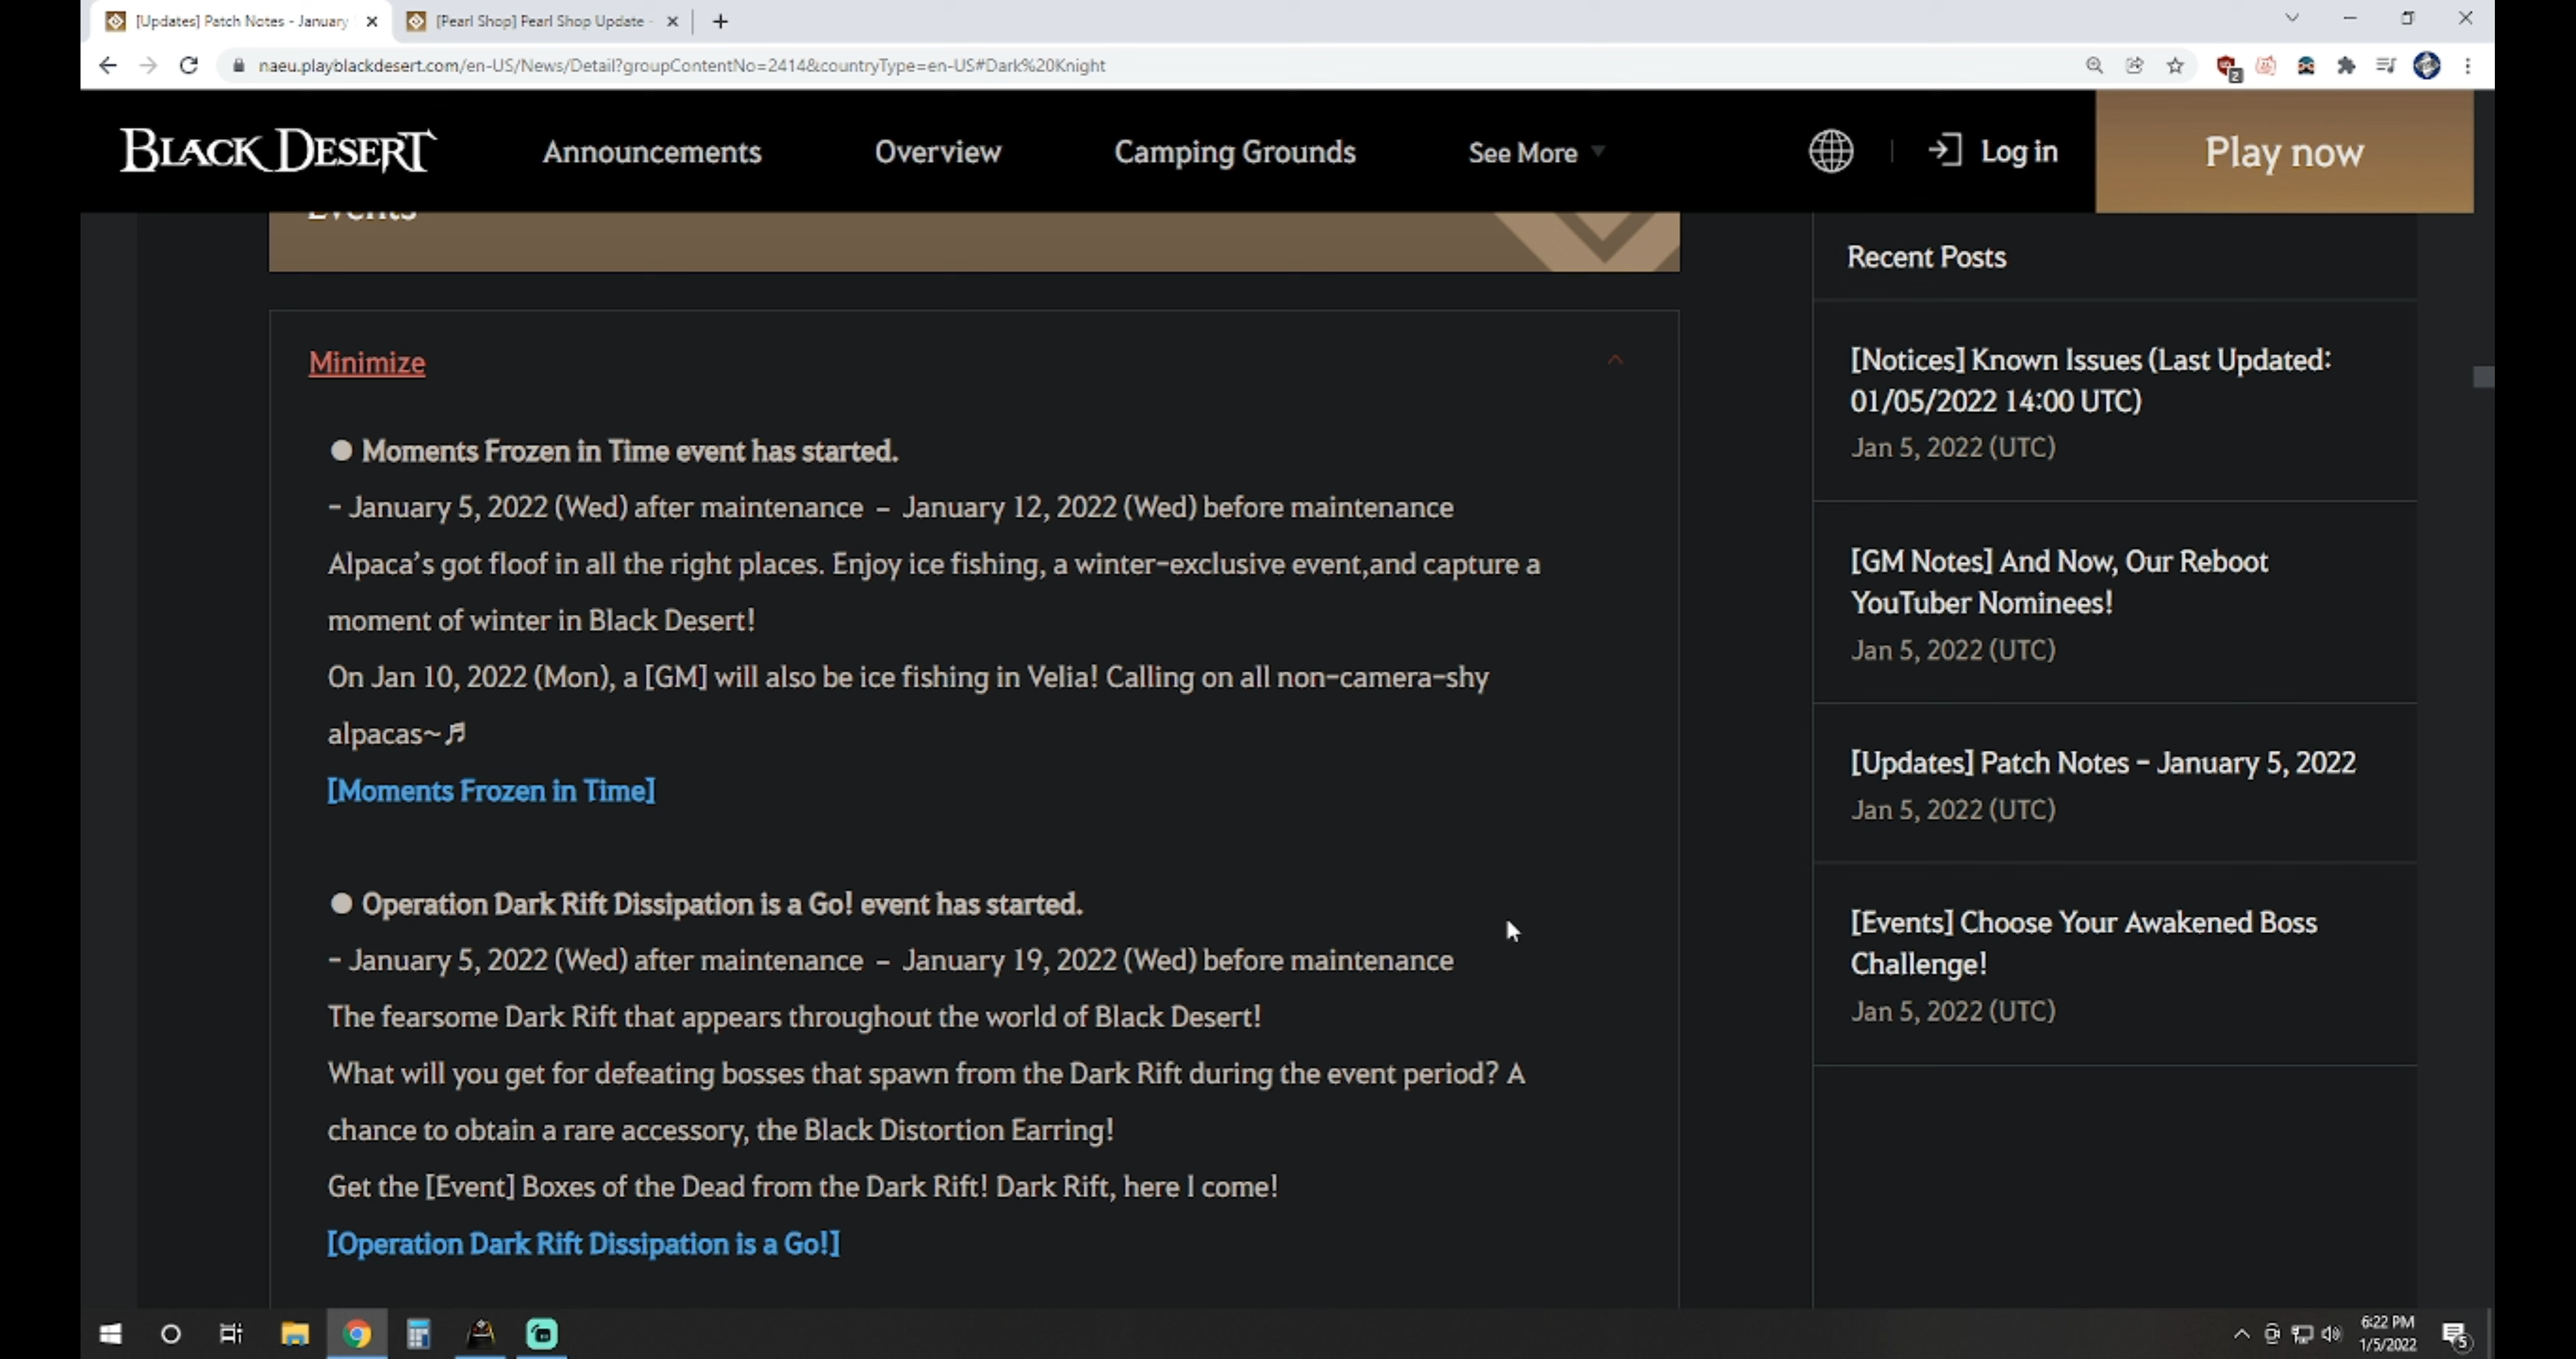 [Updates] Patch Notes - January
[Pearl Shop] Pearl Shop Update -
naeu.playblackdesert.com/en-US/News/Detail?groupContentNo=2414&countryType=en-US#Dark%20Knight
2
BLACK DESERT
Announcements
Overview
Camping Grounds
See More
Log in
Play now
Events
Minimize
● Moments Frozen in Time event has started.
- January 5, 2022 (Wed) after maintenance – January 12, 2022 (Wed) before maintenance
Alpaca's got floof in all the right places. Enjoy ice fishing, a winter-exclusive event,and capture a
moment of winter in Black Desert!
On Jan 10, 2022 (Mon), a [GM] will also be ice fishing in Velia! Calling on all non-camera-shy
alpacas~♬
[Moments Frozen in Time]
● Operation Dark Rift Dissipation is a Go! event has started.
- January 5, 2022 (Wed) after maintenance – January 19, 2022 (Wed) before maintenance
The fearsome Dark Rift that appears throughout the world of Black Desert!
What will you get for defeating bosses that spawn from the Dark Rift during the event period? A
chance to obtain a rare accessory, the Black Distortion Earring!
Get the [Event] Boxes of the Dead from the Dark Rift! Dark Rift, here I come!
[Operation Dark Rift Dissipation is a Go!]
Recent Posts
[Notices] Known Issues (Last Updated:
01/05/2022 14:00 UTC)
Jan 5, 2022 (UTC)
[GM Notes] And Now, Our Reboot
YouTuber Nominees!
Jan 5, 2022 (UTC)
[Updates] Patch Notes - January 5, 2022
Jan 5, 2022 (UTC)
[Events] Choose Your Awakened Boss
Challenge!
Jan 5, 2022 (UTC)
6:22 PM
1/5/2022
5